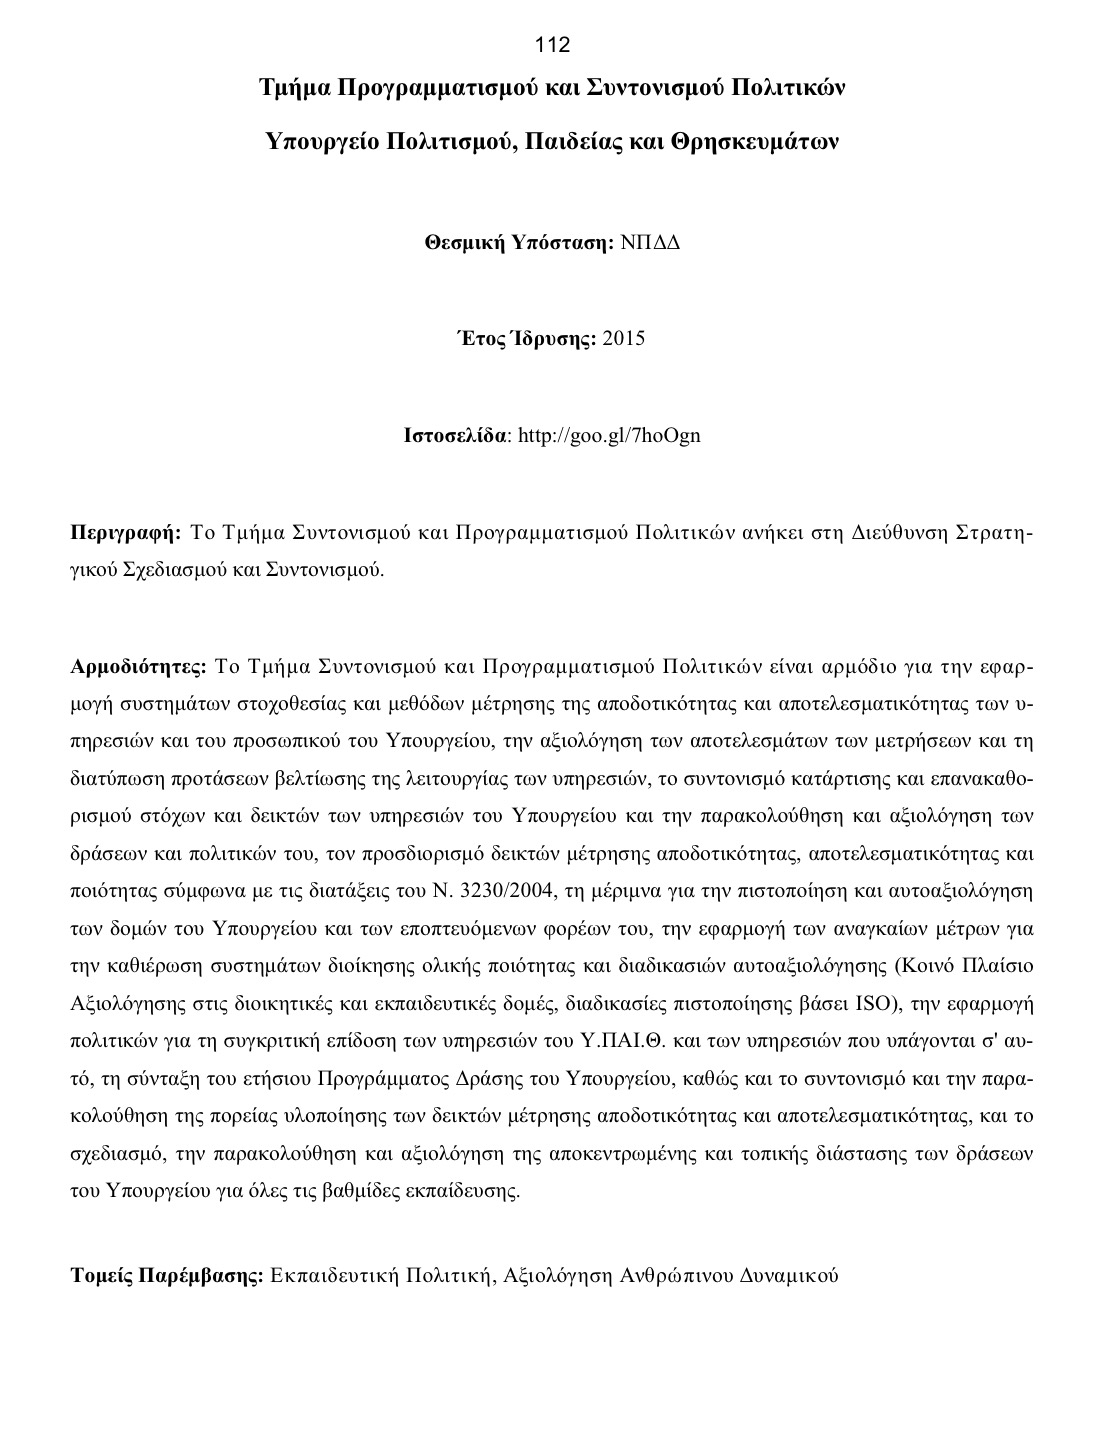 112
Τμήμα Προγραμματισμού και Συντονισμού Πολιτικών
Υπουργείο Πολιτισμού, Παιδείας και Θρησκευμάτων
Θεσμική Υπόσταση: ΝΠΔΔ
Έτος Ίδρυσης: 2015
Ιστοσελίδα: http://goo.gl/7hoOgn
Περιγραφή: Το Τμήμα Συντονισμού και Προγραμματισμού Πολιτικών ανήκει στη Διεύθυνση Στρατη-
γικού Σχεδιασμού και Συντονισμού.
Αρμοδιότητες: Το Τμήμα Συντονισμού και Προγραμματισμού Πολιτικών είναι αρμόδιο για την εφαρ-
μογή συστημάτων στοχοθεσίας και μεθόδων μέτρησης της αποδοτικότητας και αποτελεσματικότητας των υ-
πηρεσιών και του προσωπικού του Υπουργείου, την αξιολόγηση των αποτελεσμάτων των μετρήσεων και τη
διατύπωση προτάσεων βελτίωσης της λειτουργίας των υπηρεσιών, το συντονισμό κατάρτισης και επανακαθο-
ρισμού στόχων και δεικτών των υπηρεσιών του Υπουργείου και την παρακολούθηση και αξιολόγηση των
δράσεων και πολιτικών του, τον προσδιορισμό δεικτών μέτρησης αποδοτικότητας, αποτελεσματικότητας και
ποιότητας σύμφωνα με τις διατάξεις του Ν. 3230/2004, τη μέριμνα για την πιστοποίηση και αυτοαξιολόγηση
των δομών του Υπουργείου και των εποπτευόμενων φορέων του, την εφαρμογή των αναγκαίων μέτρων για
την καθιέρωση συστημάτων διοίκησης ολικής ποιότητας και διαδικασιών αυτοαξιολόγησης (Κοινό Πλαίσιο
Αξιολόγησης στις διοικητικές και εκπαιδευτικές δομές, διαδικασίες πιστοποίησης βάσει ISO), την εφαρμογή
πολιτικών για τη συγκριτική επίδοση των υπηρεσιών του Υ.ΠΑΙ.Θ. και των υπηρεσιών που υπάγονται σ' αυ-
τό, τη σύνταξη του ετήσιου Προγράμματος Δράσης του Υπουργείου, καθώς και το συντονισμό και την παρα-
κολούθηση της πορείας υλοποίησης των δεικτών μέτρησης αποδοτικότητας και αποτελεσματικότητας, και το
σχεδιασμό, την παρακολούθηση και αξιολόγηση της αποκεντρωμένης και τοπικής διάστασης των δράσεων
του Υπουργείου για όλες τις βαθμίδες εκπαίδευσης.
Τομείς Παρέμβασης: Εκπαιδευτική Πολιτική, Αξιολόγηση Ανθρώπινου Δυναμικού